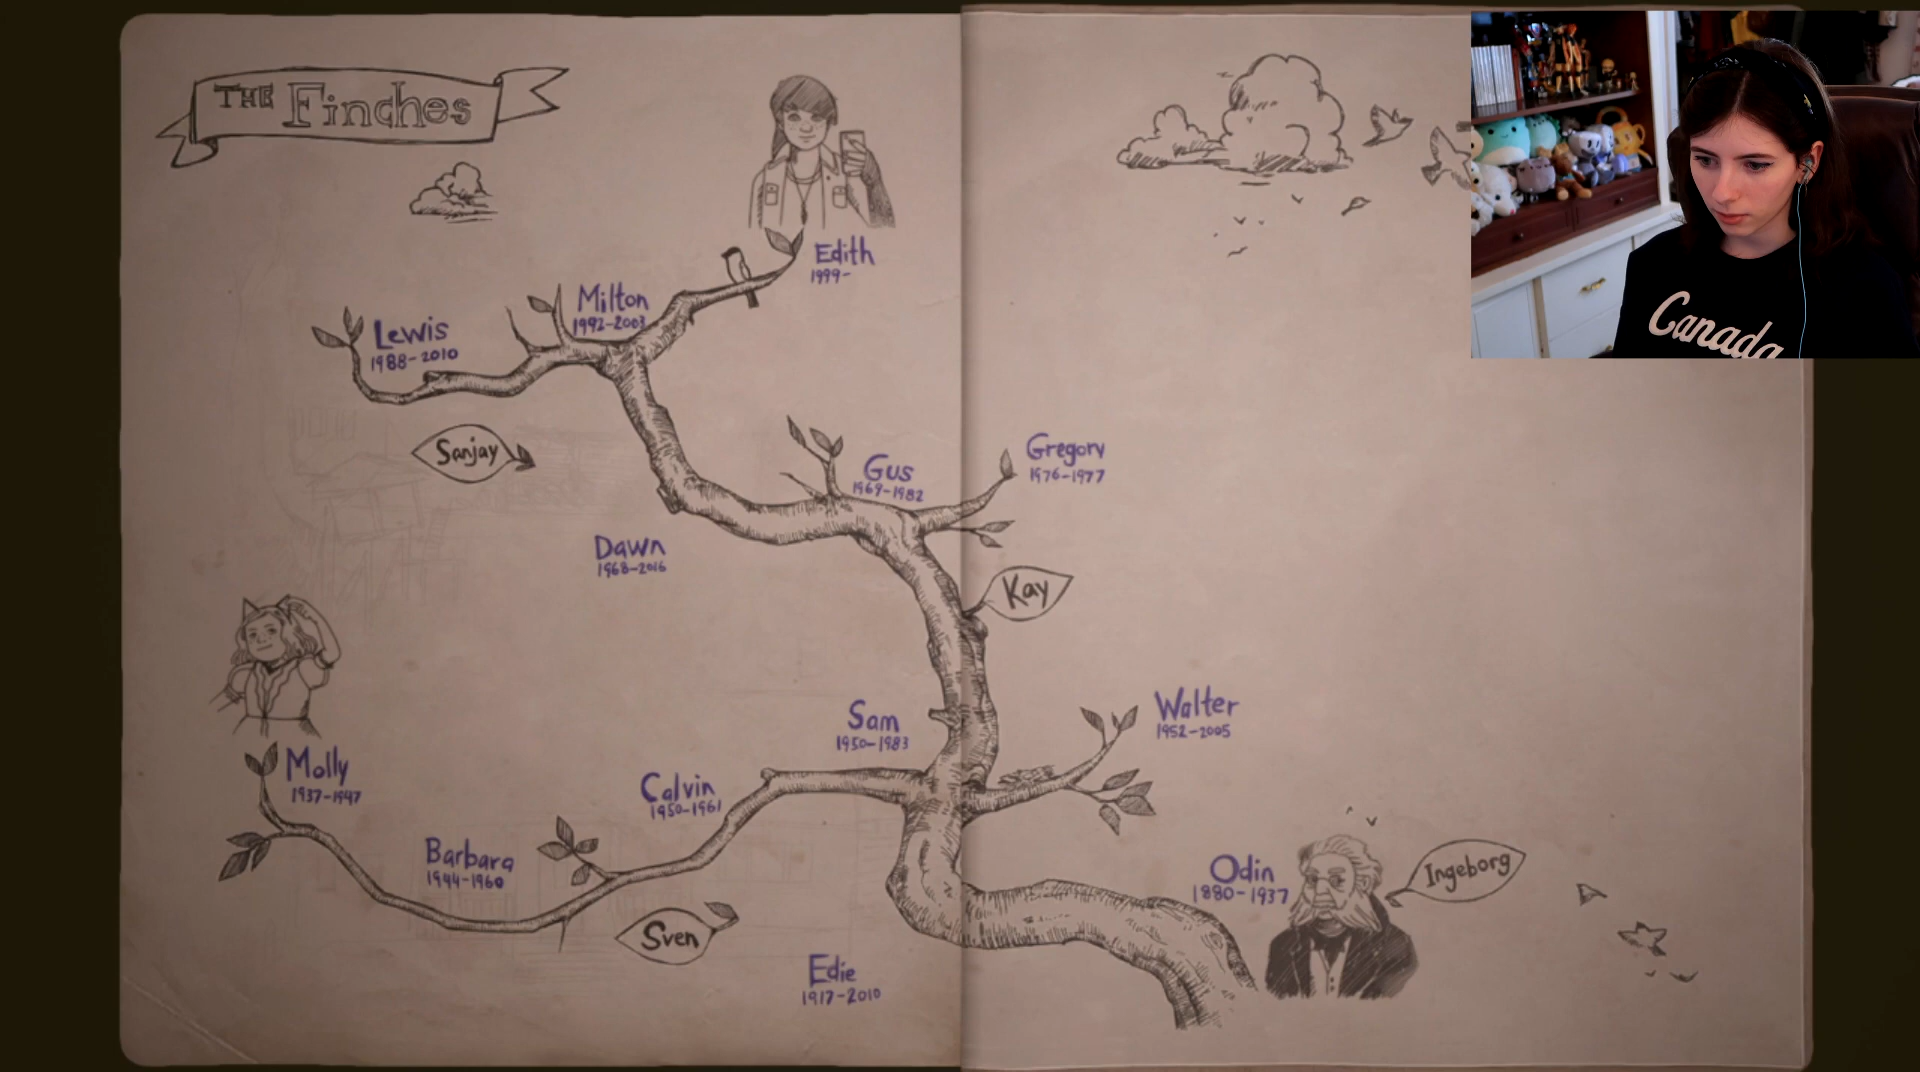 THE Finches
Edith
1999-
Milton
1992-2003
Lewis
1988-2010
Sanjay
Gus
1969-1982
Gregory
1976-1977
Dawn
1968-2016
Kay
Sam
1950-1983
Walter
1952-2005
Molly
1937-1947
Calvin
1950-1961
Barbara
1944-1960
Sven
Odin
1880-1937
Ingeborg
Edie
1917-2010
Canada